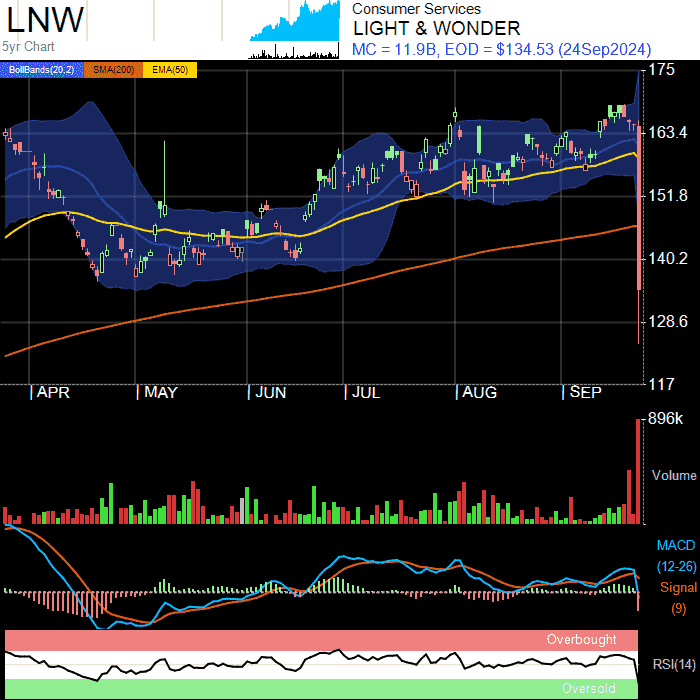 LNW
5yr Chart
Consumer Services
LIGHT & WONDER
MC = 11.9B, EOD = $134.53 (24Sep2024)
BollBands(20,2) SMA(200) EMA(50)
175
163.4
151.8
140.2
128.6
117
APR MAY JUN JUL AUG SEP
896k
Volume
MACD
(12-26)
Signal
(9)
Overbought
RSI(14)
Oversold